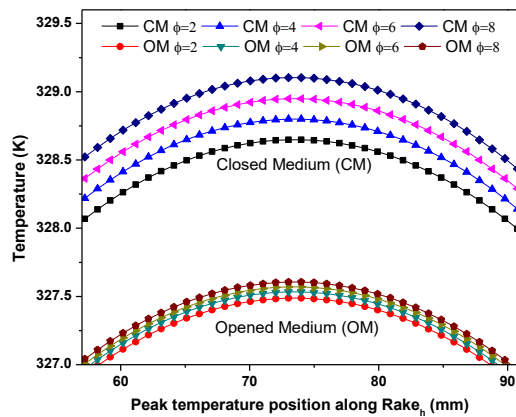 CM ϕ=2 CM ϕ=4 CM ϕ=6 CM ϕ=8
OM ϕ=2 OM ϕ=4 OM ϕ=6 OM ϕ=8
329.5
329.0
328.5
328.0
327.5
327.0
Temperature (K)
Closed Medium (CM)
Opened Medium (OM)
60 70 80 90
Peak temperature position along Rakeₕ (mm)